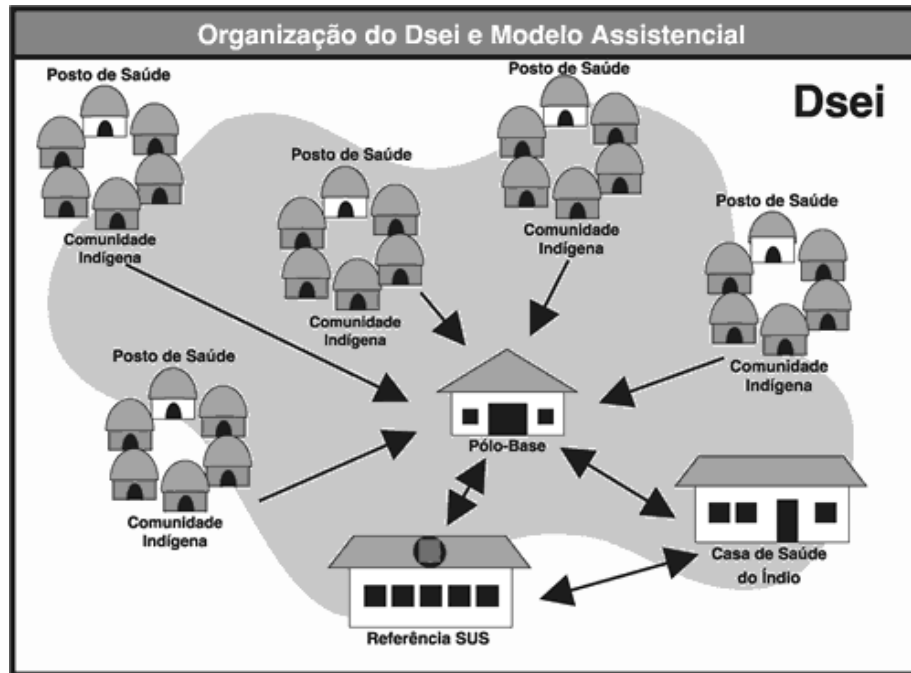 Organização do Dsei e Modelo Assistencial
Dsei
Posto de Saúde
Comunidade
Indígena
Posto de Saúde
Comunidade
Indígena
Posto de Saúde
Comunidade
Indígena
Posto de Saúde
Comunidade
Indígena
Posto de Saúde
Comunidade
Indígena
Pólo-Base
Casa de Saúde
do Índio
Referência SUS